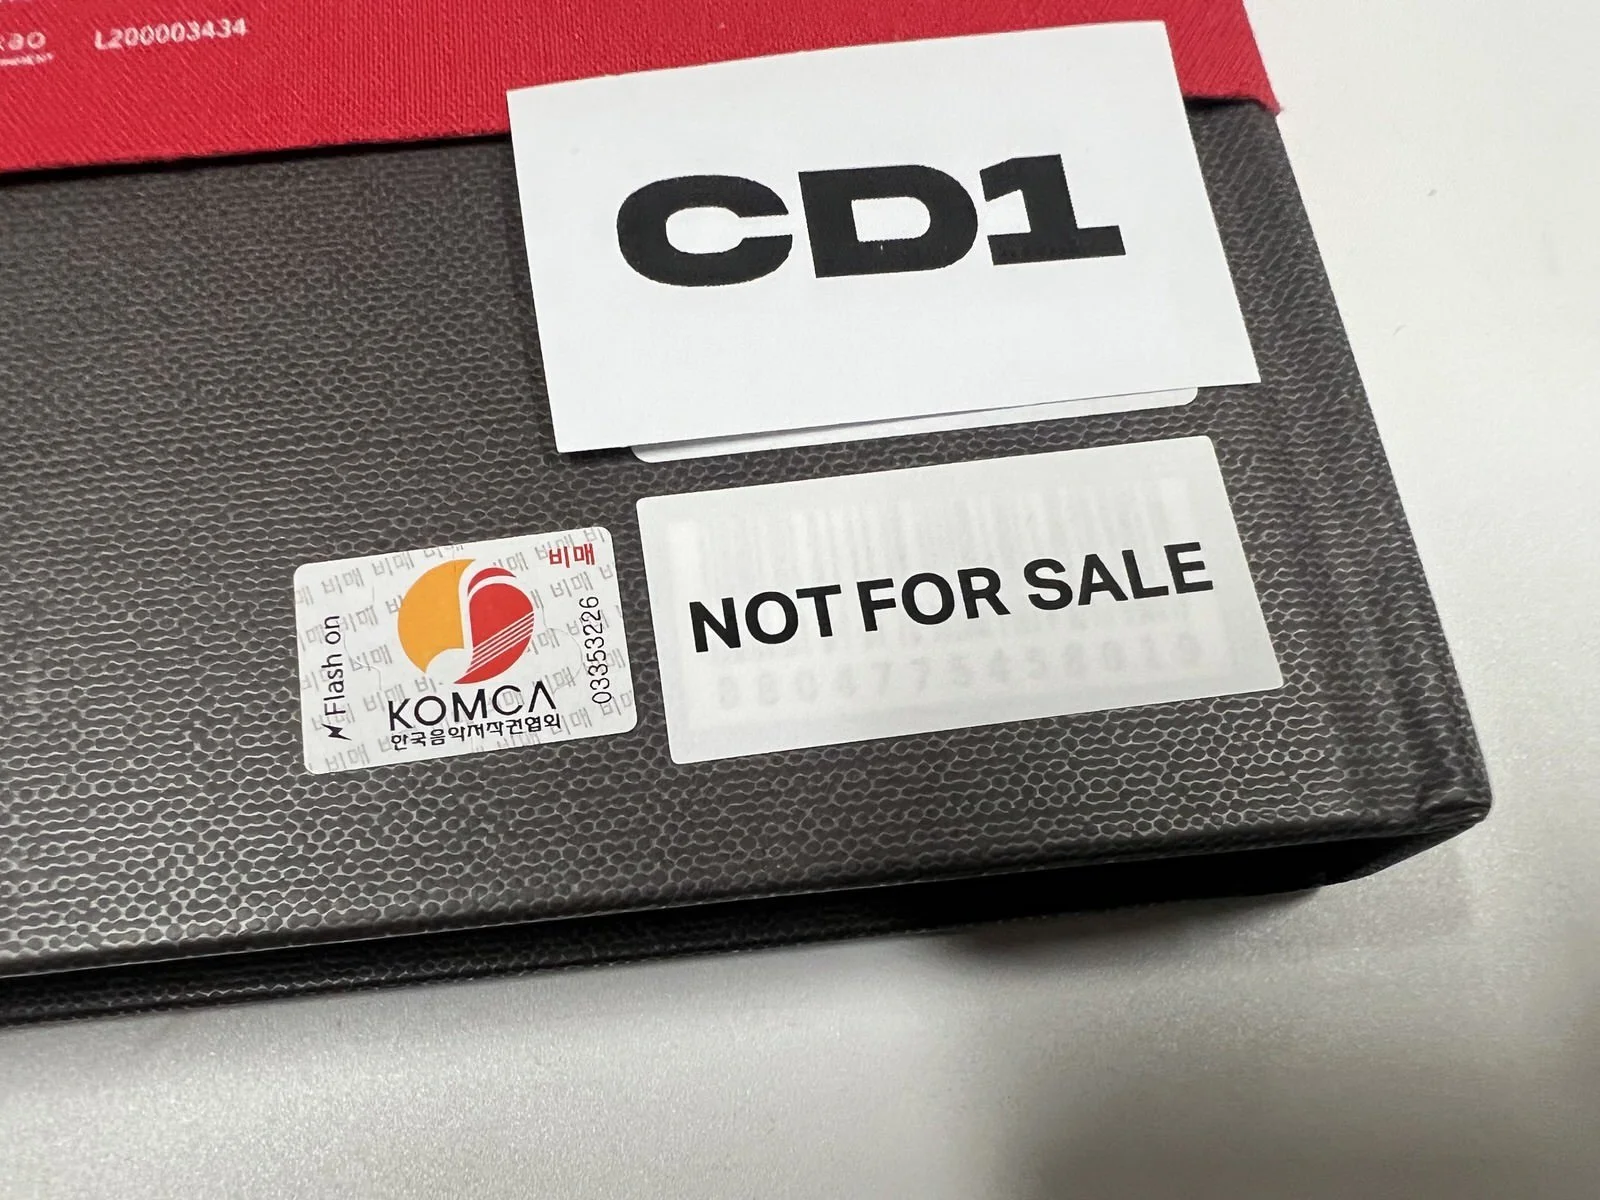 L200003434
CD1
NOT FOR SALE
비매
Flash on
03353226
KOMCA
한국음악저작권협회